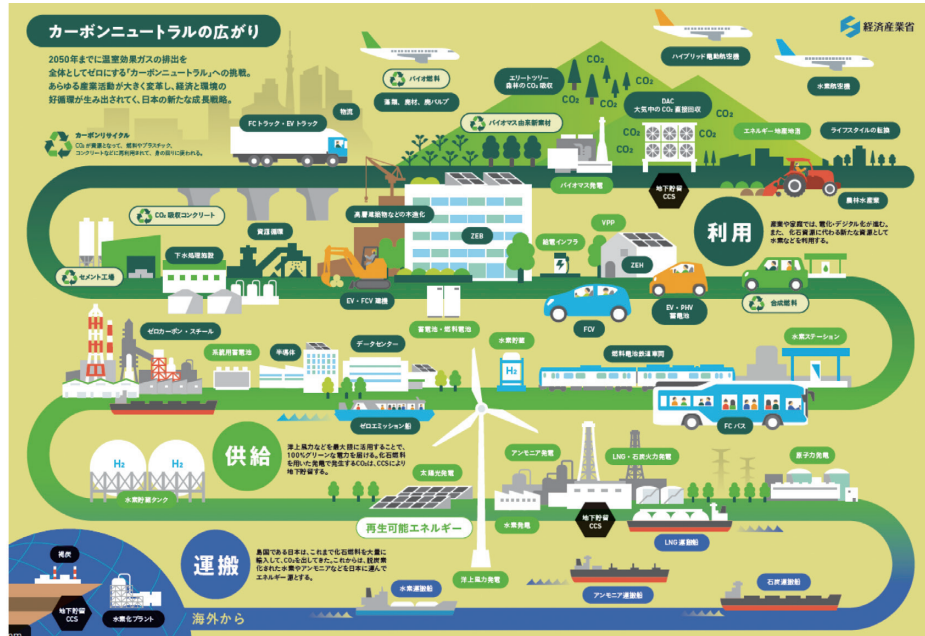 カーボンニュートラルの広がり
2050年までに温室効果ガスの排出を
全体としてゼロにする「カーボンニュートラル」への挑戦。
あらゆる産業活動が大きく変革し、経済と環境の
好循環が生み出されてく、日本の新たな成長戦略。
経済産業省
カーボンリサイクル
CO₂が資源となって、燃料やプラスチック、
コンクリートなどに再利用されて、身の回りに使われる。
FCトラック・EVトラック
物流
バイオ燃料
藻類、廃材、廃パルプ
バイオマス由来新素材
エリートツリー
森林のCO₂吸収
CO₂
CO₂
CO₂
CO₂
CO₂
CO₂
CO₂
CO₂
DAC
大気中のCO₂直接回収
ハイブリッド電動航空機
水素航空機
エネルギー地産地消
ライフスタイルの転換
バイオマス発電
地下貯留
CCS
農林水産業
CO₂吸収コンクリート
資源循環
高層建築物などの木造化
ZEB
VPP
給電インフラ
ZEH
利用
産業や家庭では、電化・デジタル化が進む。
また、化石資源に代わる新たな資源として
水素などを利用する。
セメント工場
下水処理施設
EV・FCV建機
蓄電池・燃料電池
FCV
EV・PHV
蓄電池
合成燃料
ゼロカーボン・スチール
系統用蓄電池
半導体
データセンター
水素貯蔵
H₂
燃料電池鉄道車両
水素ステーション
ゼロエミッション船
FCバス
供給
洋上風力などを最大限に活用することで、
100%グリーンな電力を届ける。化石燃料
を用いた発電で発生するCO₂は、CCSにより
地下貯留する。
H₂
H₂
水素貯蔵タンク
太陽光発電
再生可能エネルギー
アンモニア発電
LNG・石炭火力発電
原子力発電
水素発電
地下貯留
CCS
LNG運搬船
洋上風力発電
運搬
島国である日本は、これまで化石燃料を大量に
輸入して、CO₂を出してきた。これからは、脱炭素
化された水素やアンモニアなどを日本に運んで
エネルギー源とする。
褐炭
地下貯留
CCS
水素化プラント
海外から
水素運搬船
アンモニア運搬船
石炭運搬船